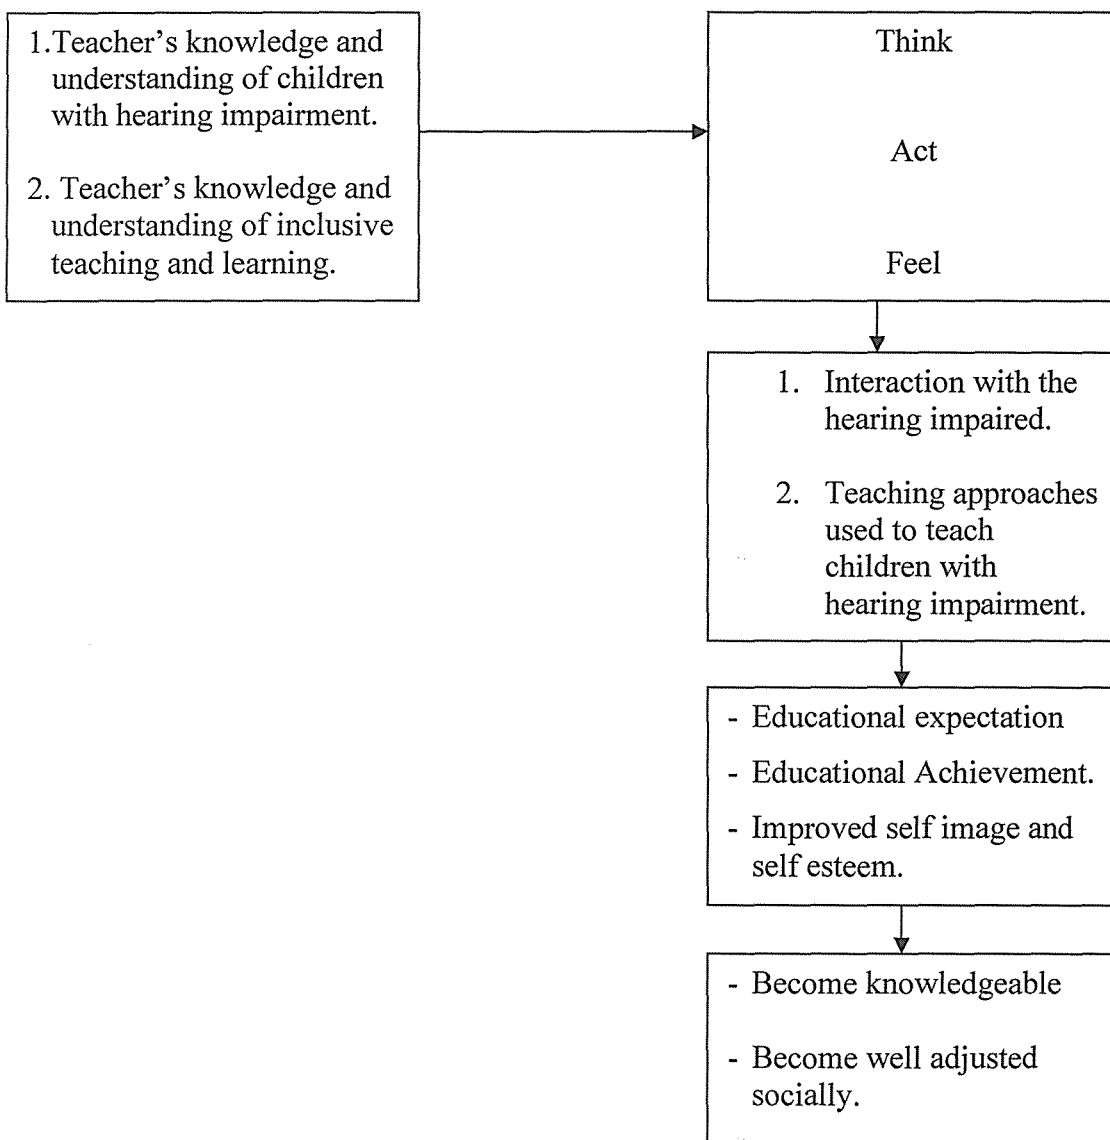 1.Teacher’s knowledge and
understanding of children
with hearing impairment.
2. Teacher’s knowledge and
understanding of inclusive
teaching and learning.
Think
Act
Feel
1. Interaction with the
hearing impaired.
2. Teaching approaches
used to teach
children with
hearing impairment.
- Educational expectation
- Educational Achievement.
- Improved self image and
self esteem.
- Become knowledgeable
- Become well adjusted
socially.